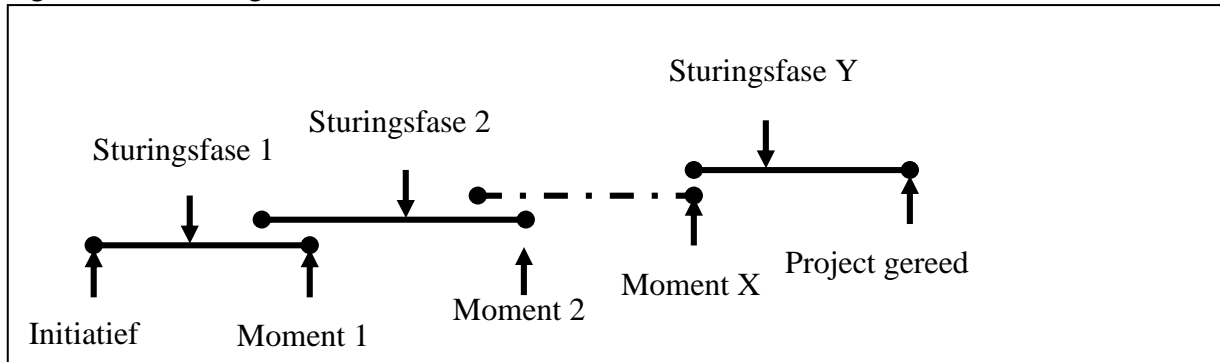 Sturingsfase Y
Sturingsfase 2
Sturingsfase 1
Project gereed
Moment X
Moment 2
Initiatief
Moment 1